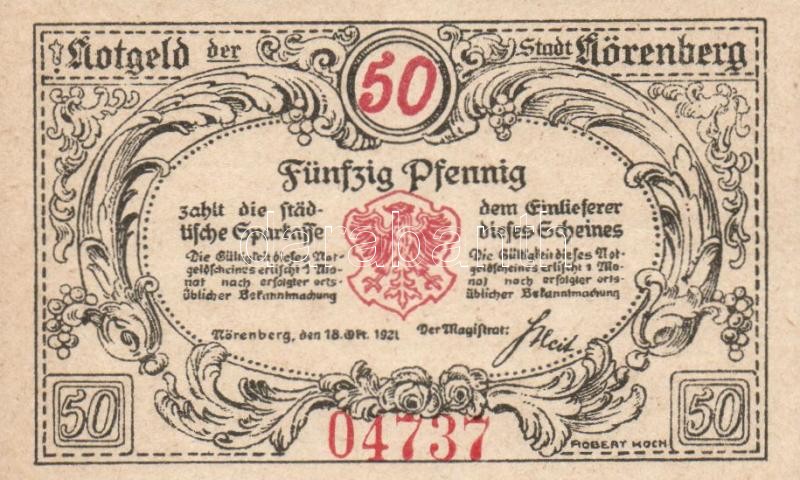 Notgeld der
50
Stadt Nörenberg
Fünfzig Pfennig
zahlt die städ-
tische Sparkasse
Die Gültigkeit dieses Not-
geldscheines erlischt 1 Mo-
nat nach erfolgter orts-
üblicher Bekanntmachung
dem Einlieferer
dieses Scheines
Die Gültigkeit dieses Not-
geldscheines erlischt 1 Mo-
nat nach erfolgter orts-
üblicher Bekanntmachung
darabanth
Nörenberg, den 18. Okt. 1921
Der Magistrat:
50
04737
50
ROBERT KOCH